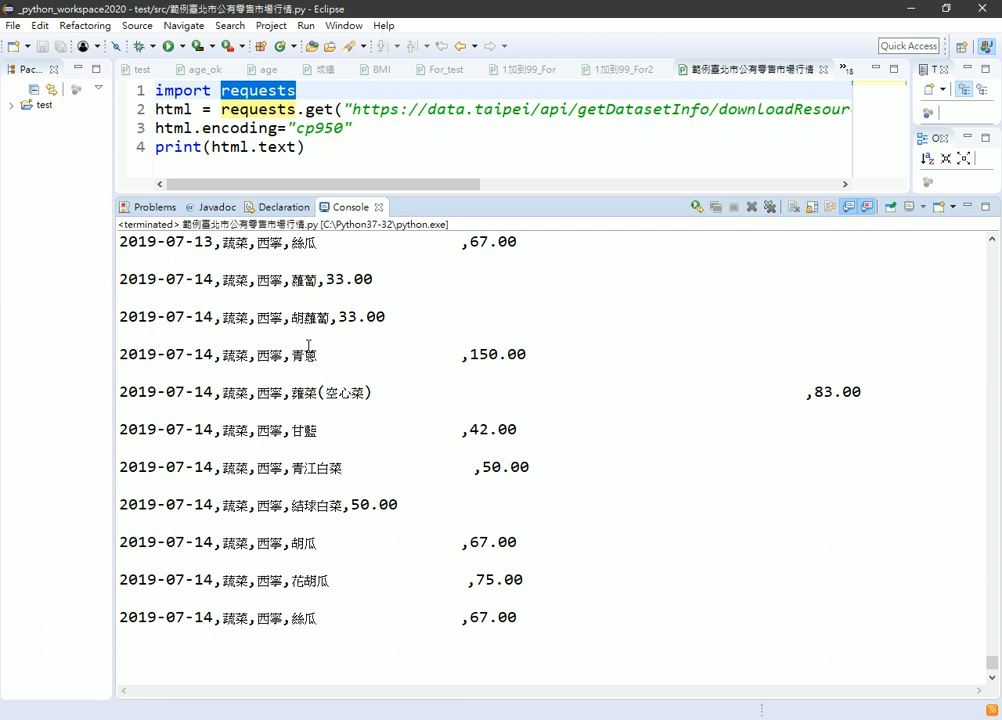 _python_workspace2020 - test/src/範例臺北市公有零售市場行情.py - Eclipse
File Edit Refactoring Source Navigate Search Project Run Window Help
Quick Access
Pac...
test age_ok age 成績 BMI For_test 1加到99_For 1加到99_For2 範例臺北市公有零售市場行情 »18
test
1 import requests
2 html = requests.get("https://data.taipei/api/getDatasetInfo/downloadResour
3 html.encoding="cp950"
4 print(html.text)
Problems Javadoc Declaration Console
<terminated> 範例臺北市公有零售市場行情.py [C:\Python37-32\python.exe]
2019-07-13,蔬菜,西寧,絲瓜 ,67.00
2019-07-14,蔬菜,西寧,蘿蔔,33.00
2019-07-14,蔬菜,西寧,胡蘿蔔,33.00
2019-07-14,蔬菜,西寧,青蔥 ,150.00
2019-07-14,蔬菜,西寧,蕹菜(空心菜) ,83.00
2019-07-14,蔬菜,西寧,甘藍 ,42.00
2019-07-14,蔬菜,西寧,青江白菜 ,50.00
2019-07-14,蔬菜,西寧,結球白菜,50.00
2019-07-14,蔬菜,西寧,胡瓜 ,67.00
2019-07-14,蔬菜,西寧,花胡瓜 ,75.00
2019-07-14,蔬菜,西寧,絲瓜 ,67.00